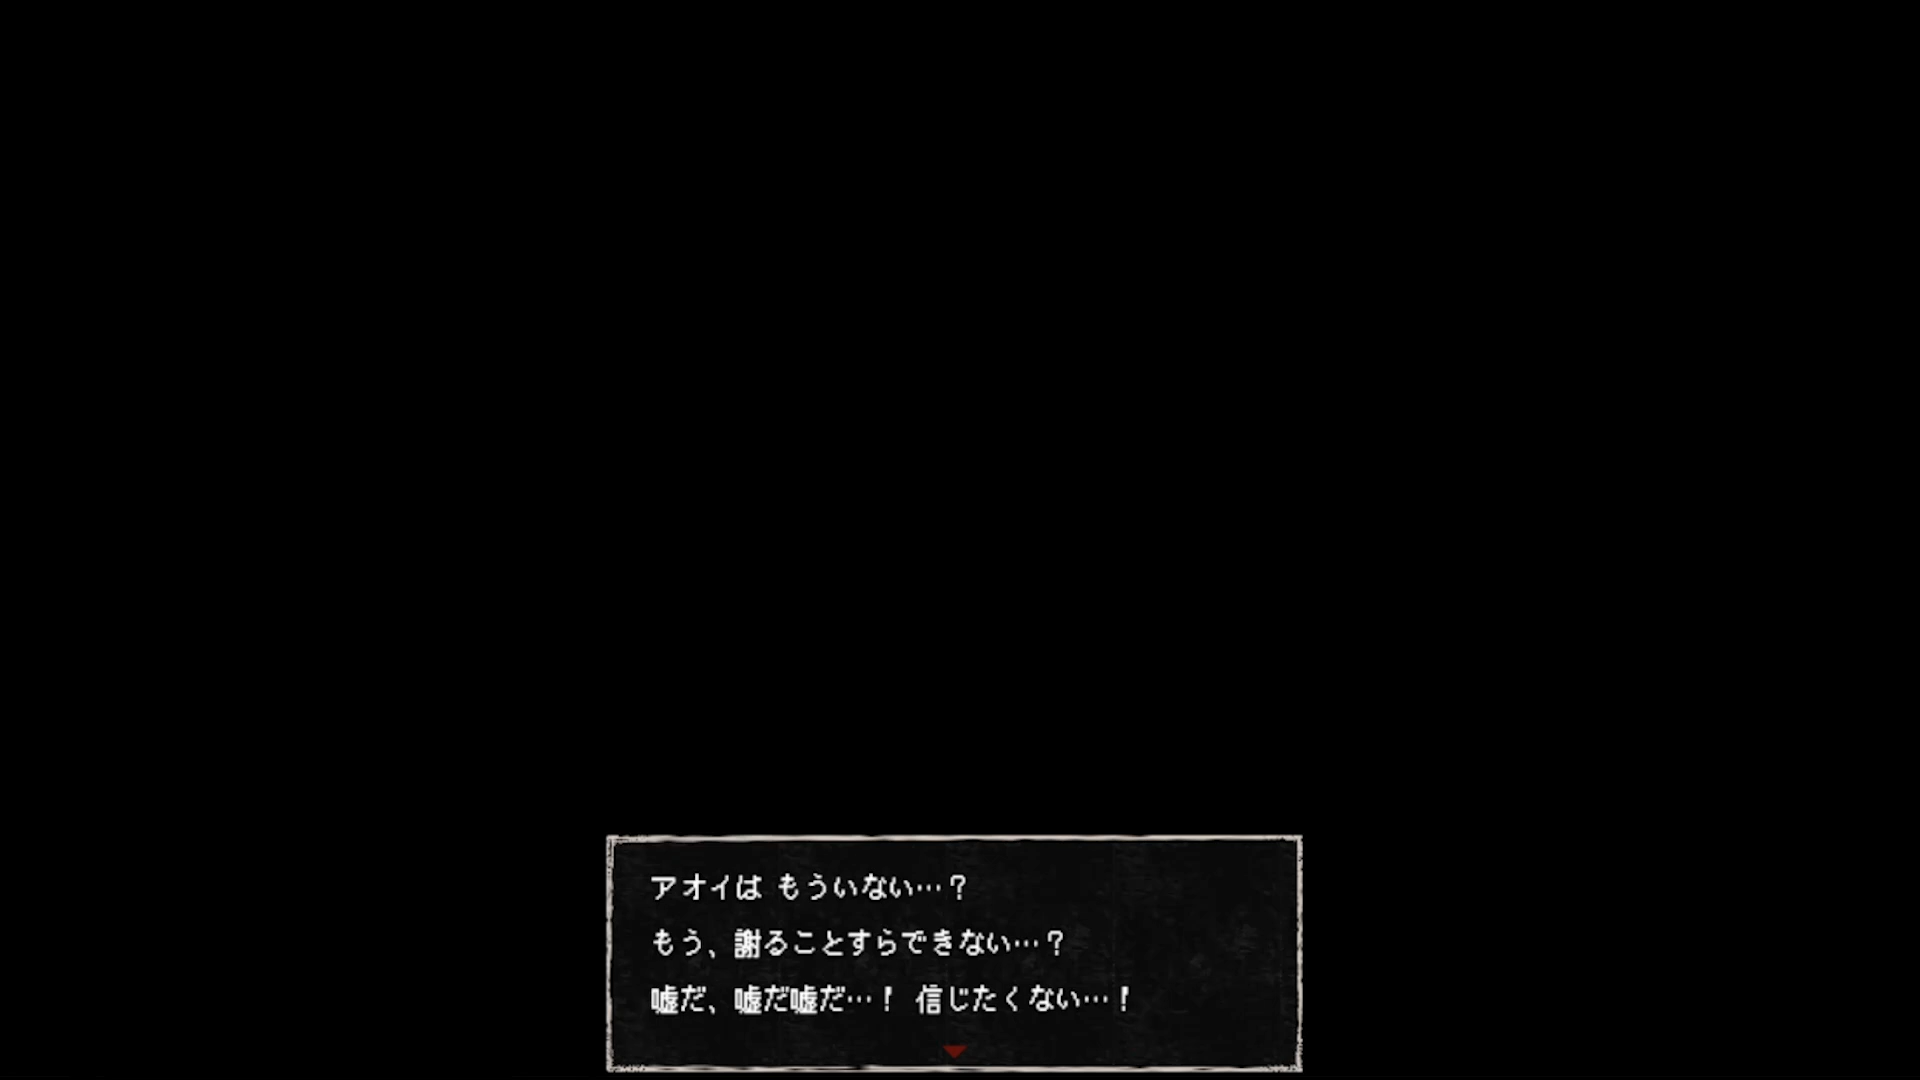 アオイは もういない…？
もう、謝ることすらできない…？
嘘だ、嘘だ嘘だ…！ 信じたくない…！